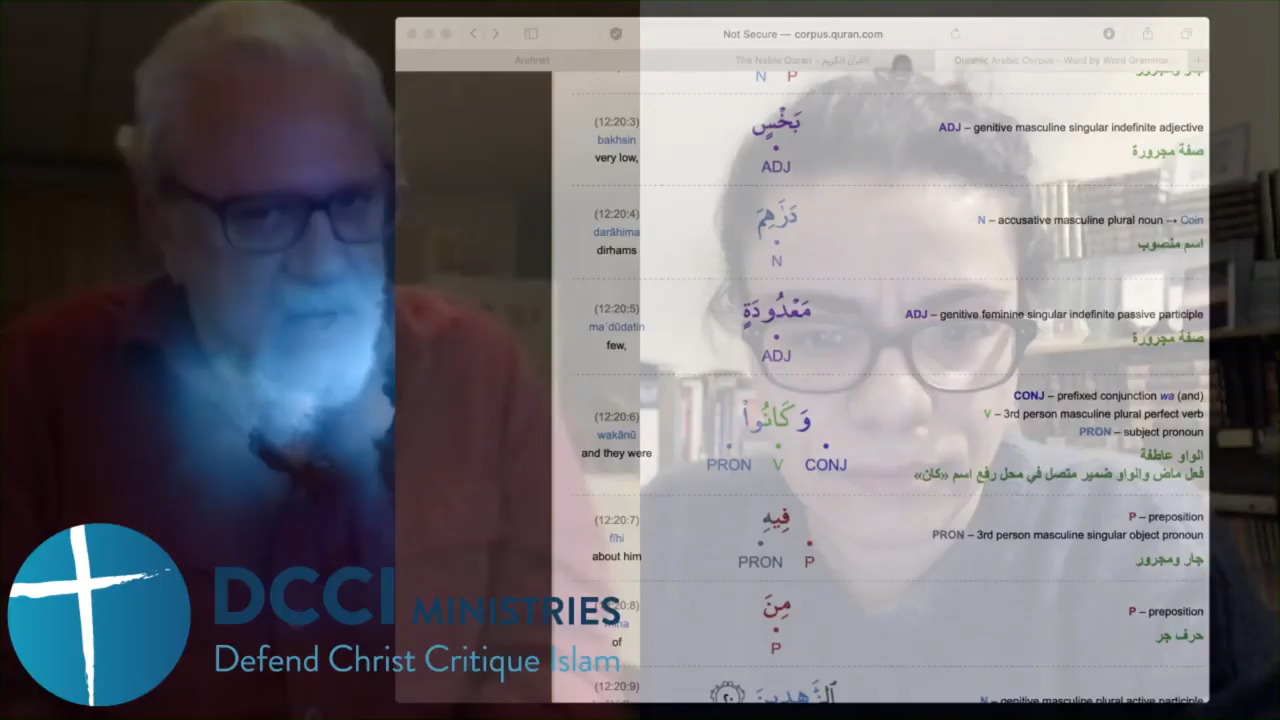 Not Secure — corpus.quran.com
Archnet
The Noble Quran - القرآن الكريم
Quranic Arabic Corpus - Word by Word Grammar...
N P
جار ومجرور
(12:20:3)
bakhsin
very low,
بَخْسٍ
ADJ
ADJ – genitive masculine singular indefinite adjective
صفة مجرورة
(12:20:4)
darāhima
dirhams
دَرَٰهِمَ
N
N – accusative masculine plural noun → Coin
اسم منصوب
(12:20:5)
maʿdūdatin
few,
مَعْدُودَةٍ
ADJ
ADJ – genitive feminine singular indefinite passive participle
صفة مجرورة
(12:20:6)
wakānū
and they were
وَكَانُوا۟
PRON V CONJ
CONJ – prefixed conjunction wa (and)
V – 3rd person masculine plural perfect verb
PRON – subject pronoun
الواو عاطفة
فعل ماض والواو ضمير متصل في محل رفع اسم «كان»
(12:20:7)
fīhi
about him
فِيهِ
PRON P
P – preposition
PRON – 3rd person masculine singular object pronoun
جار ومجرور
(12:20:8)
mina
of
مِنَ
P
P – preposition
حرف جر
(12:20:9)
ٱلزَّٰهِدِينَ ٢٠
N – genitive masculine plural active participle
DCCI MINISTRIES
Defend Christ Critique Islam